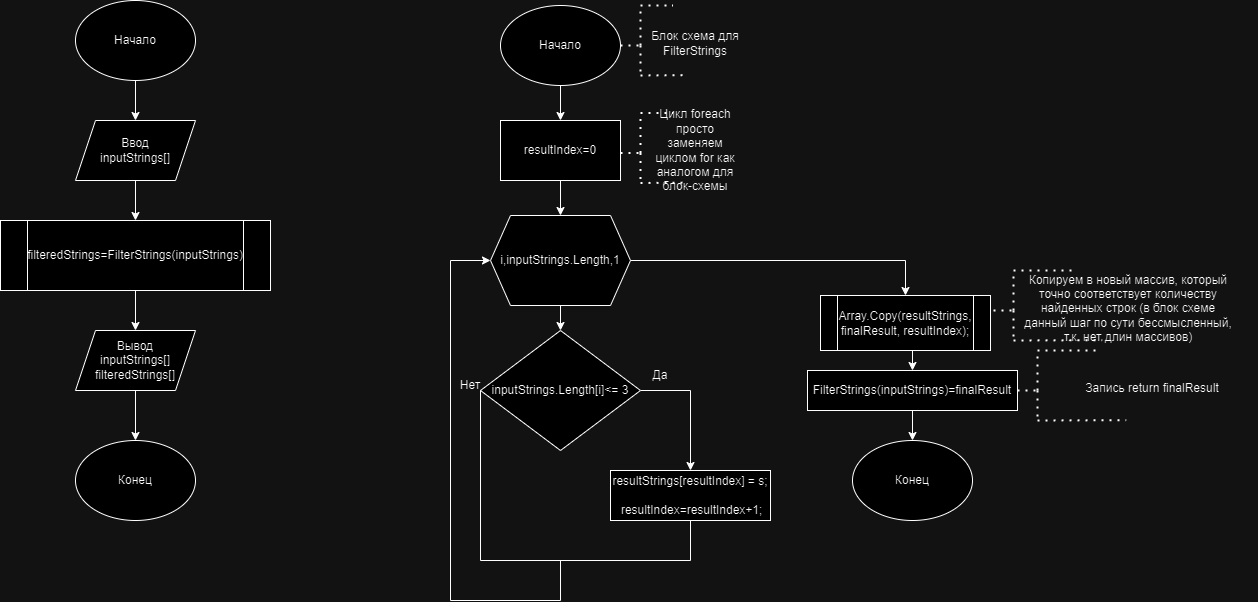 Начало
Ввод
inputStrings[]
filteredStrings=FilterStrings(inputStrings)
Вывод
inputStrings[]
filteredStrings[]
Конец
Начало
Блок схема для
FilterStrings
resultIndex=0
Цикл foreach
просто
заменяем
циклом for как
аналогом для
блок-схемы
i,inputStrings.Length,1
inputStrings.Length[i]<= 3
Нет
Да
resultStrings[resultIndex] = s;
resultIndex=resultIndex+1;
Array.Copy(resultStrings,
finalResult, resultIndex);
Копируем в новый массив, который
точно соответствует количеству
найденных строк (в блок схеме
данный шаг по сути бессмысленный,
т.к. нет длин массивов)
FilterStrings(inputStrings)=finalResult
Запись return finalResult
Конец